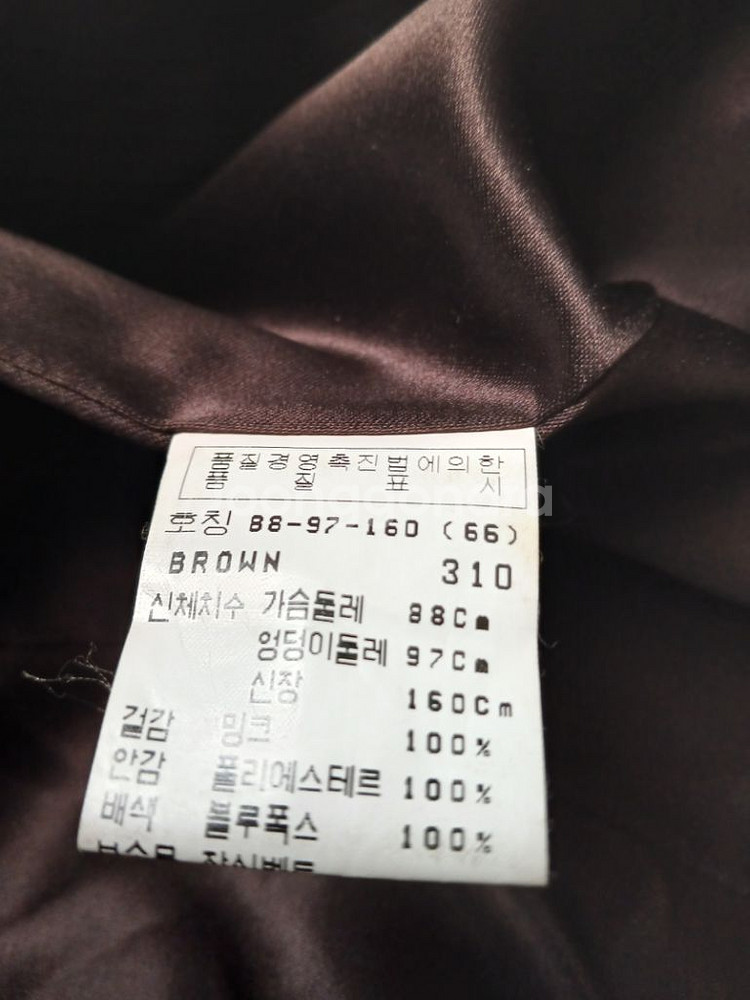 품질경영촉진법에의한
품 질 표 시
호칭 88-97-160 (66)
BROWN 310
신체치수 가슴둘레 88Cm
엉덩이둘레 97Cm
신장 160Cm
겉감 밍크 100%
안감 폴리에스테르 100%
배색 블루폭스 100%